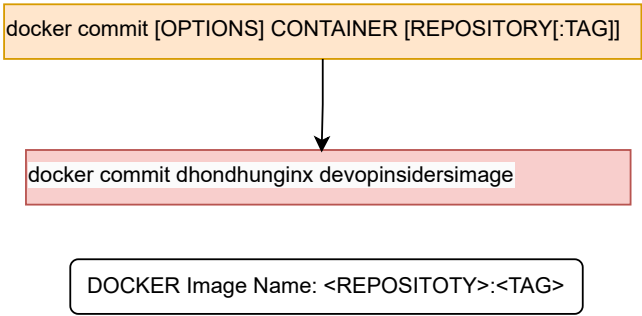 docker commit [OPTIONS] CONTAINER [REPOSITORY[:TAG]]
docker commit dhondhunginx devopinsidersimage
DOCKER Image Name: <REPOSITOTY>:<TAG>